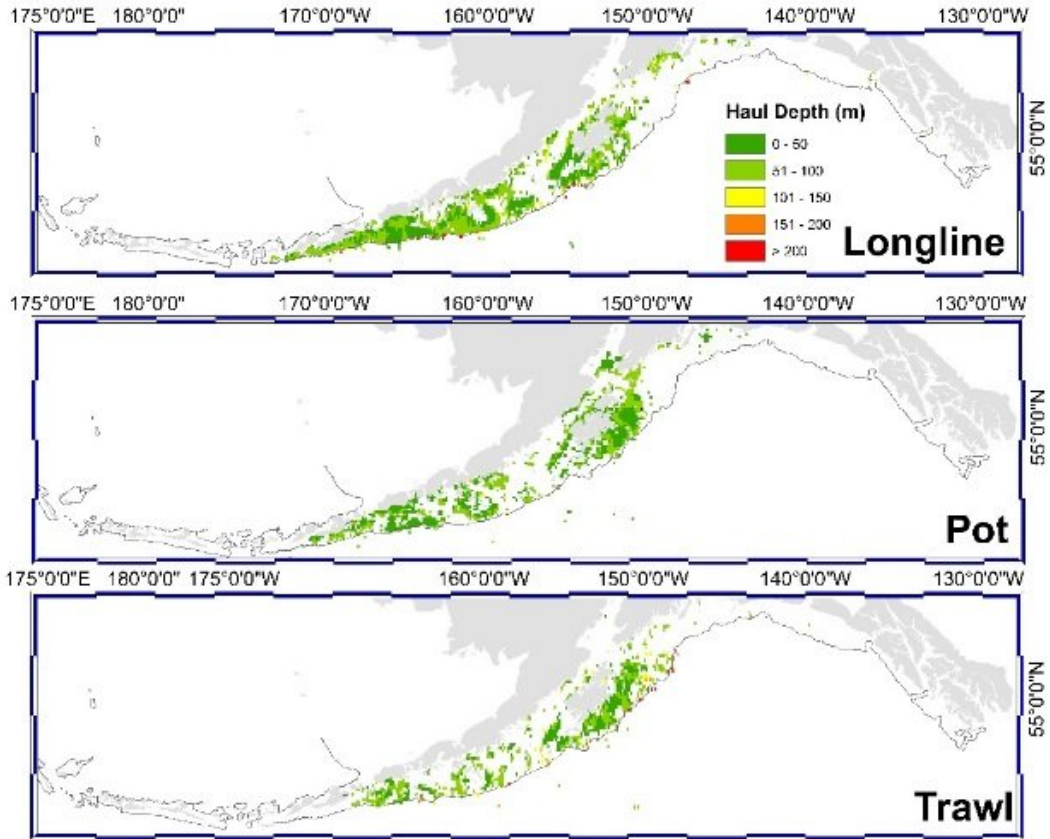 175°0'0"E 180°0'0" 170°0'0"W 160°0'0"W 150°0'0"W 140°0'0"W 130°0'0"W
Haul Depth (m)
0 - 50
51 - 100
101 - 150
151 - 200
> 200
55°0'0"N
Longline
175°0'0"E 180°0'0" 170°0'0"W 160°0'0"W 150°0'0"W 140°0'0"W 130°0'0"W
55°0'0"N
Pot
175°0'0"E 180°0'0" 175°0'0"W 160°0'0"W 150°0'0"W 140°0'0"W 130°0'0"W
55°0'0"N
Trawl